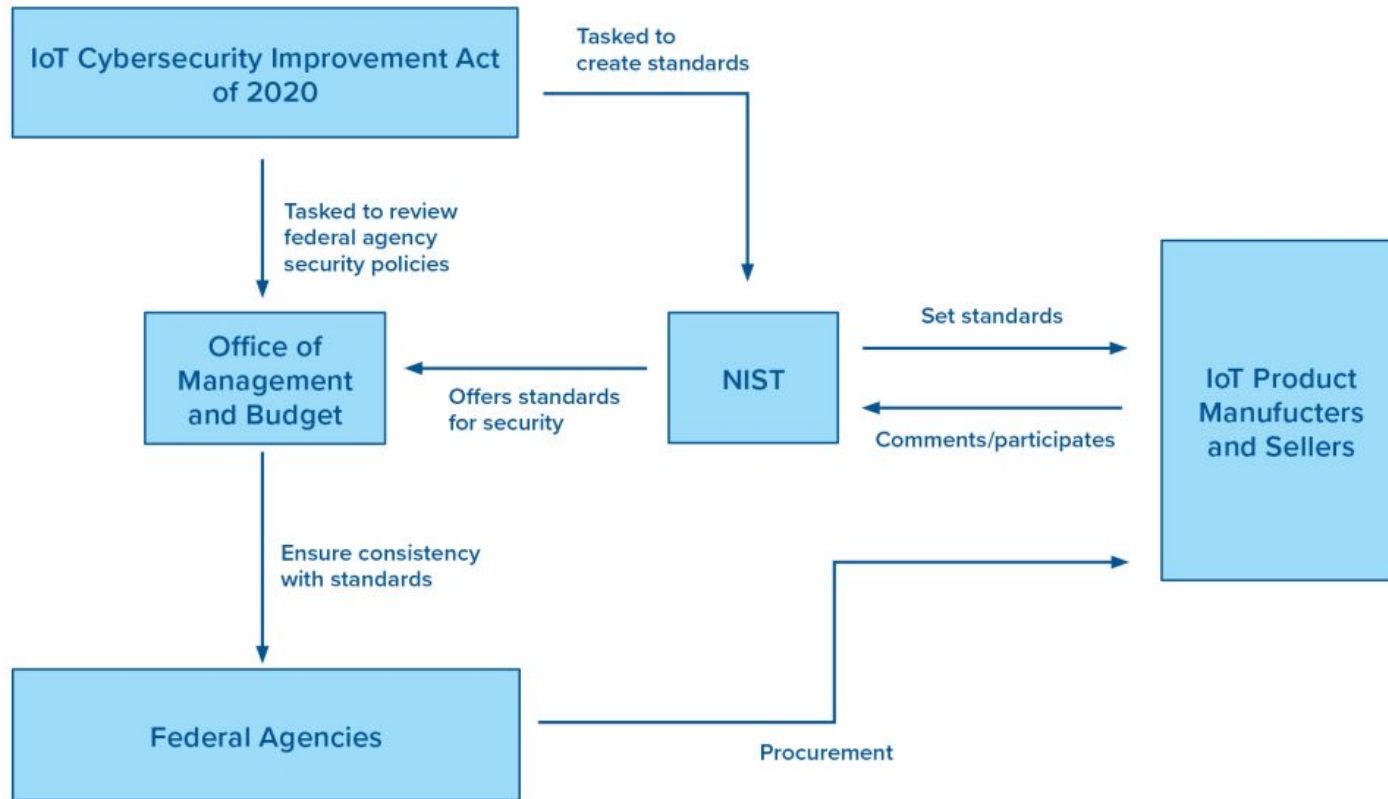 IoT Cybersecurity Improvement Act
of 2020
Tasked to
create standards
Tasked to review
federal agency
security policies
Office of
Management
and Budget
Offers standards
for security
NIST
Set standards
Comments/participates
IoT Product
Manufucters
and Sellers
Ensure consistency
with standards
Federal Agencies
Procurement